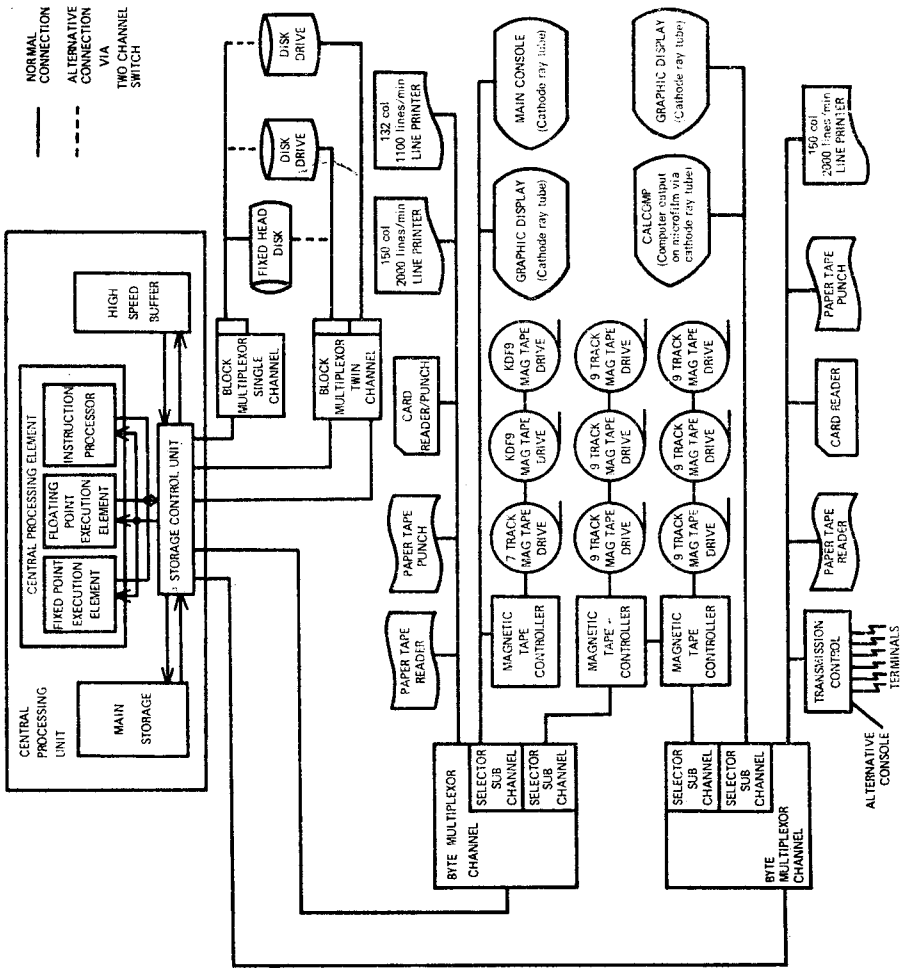 NORMAL
CONNECTION
ALTERNATIVE
CONNECTION
VIA
TWO CHANNEL
SWITCH
CENTRAL
PROCESSING
UNIT
CENTRAL PROCESSING ELEMENT
FIXED POINT
EXECUTION
ELEMENT
FLOATING
POINT
EXECUTION
ELEMENT
INSTRUCTION
PROCESSOR
MAIN
STORAGE
STORAGE CONTROL UNIT
HIGH
SPEED
BUFFER
BLOCK
MULTIPLEXOR
SINGLE
CHANNEL
BLOCK
MULTIPLEXOR
TWIN
CHANNEL
FIXED HEAD
DISK
DISK
DRIVE
DISK
DRIVE
PAPER TAPE
READER
PAPER TAPE
PUNCH
CARD
READER/PUNCH
150 col
2000 lines/min
LINE PRINTER
132 col
1100 lines/min
LINE PRINTER
BYTE MULTIPLEXOR
CHANNEL
SELECTOR
SUB
CHANNEL
SELECTOR
SUB
CHANNEL
MAGNETIC
TAPE
CONTROLLER
7 TRACK
MAG TAPE
DRIVE
KDF9
MAG TAPE
DRIVE
KDF9
MAG TAPE
DRIVE
GRAPHIC DISPLAY
(Cathode ray tube)
MAIN CONSOLE
(Cathode ray tube)
MAGNETIC
TAPE
CONTROLLER
9 TRACK
MAG TAPE
DRIVE
9 TRACK
MAG TAPE
DRIVE
9 TRACK
MAG TAPE
DRIVE
MAGNETIC
TAPE
CONTROLLER
9 TRACK
MAG TAPE
DRIVE
9 TRACK
MAG TAPE
DRIVE
9 TRACK
MAG TAPE
DRIVE
CALCOMP
(Computer output
on microfilm via
cathode ray tube)
GRAPHIC DISPLAY
(Cathode ray tube)
SELECTOR
SUB
CHANNEL
SELECTOR
SUB
CHANNEL
BYTE
MULTIPLEXOR
CHANNEL
TRANSMISSION
CONTROL
TERMINALS
ALTERNATIVE
CONSOLE
PAPER TAPE
READER
CARD READER
PAPER TAPE
PUNCH
150 col
2000 lines/min
LINE PRINTER